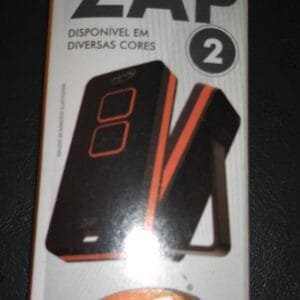 ZAP
DISPONÍVEL EM
DIVERSAS CORES
2